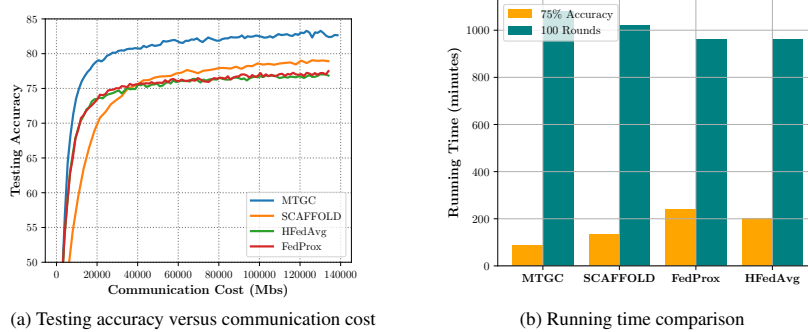 85
80
75
70
65
60
55
50
Testing Accuracy
MTGC
SCAFFOLD
HFedAvg
FedProx
0 20000 40000 60000 80000 100000 120000 140000
Communication Cost (Mbs)
(a) Testing accuracy versus communication cost
75% Accuracy
100 Rounds
1000
800
600
400
200
0
Running Time (minutes)
MTGC SCAFFOLD FedProx HFedAvg
(b) Running time comparison